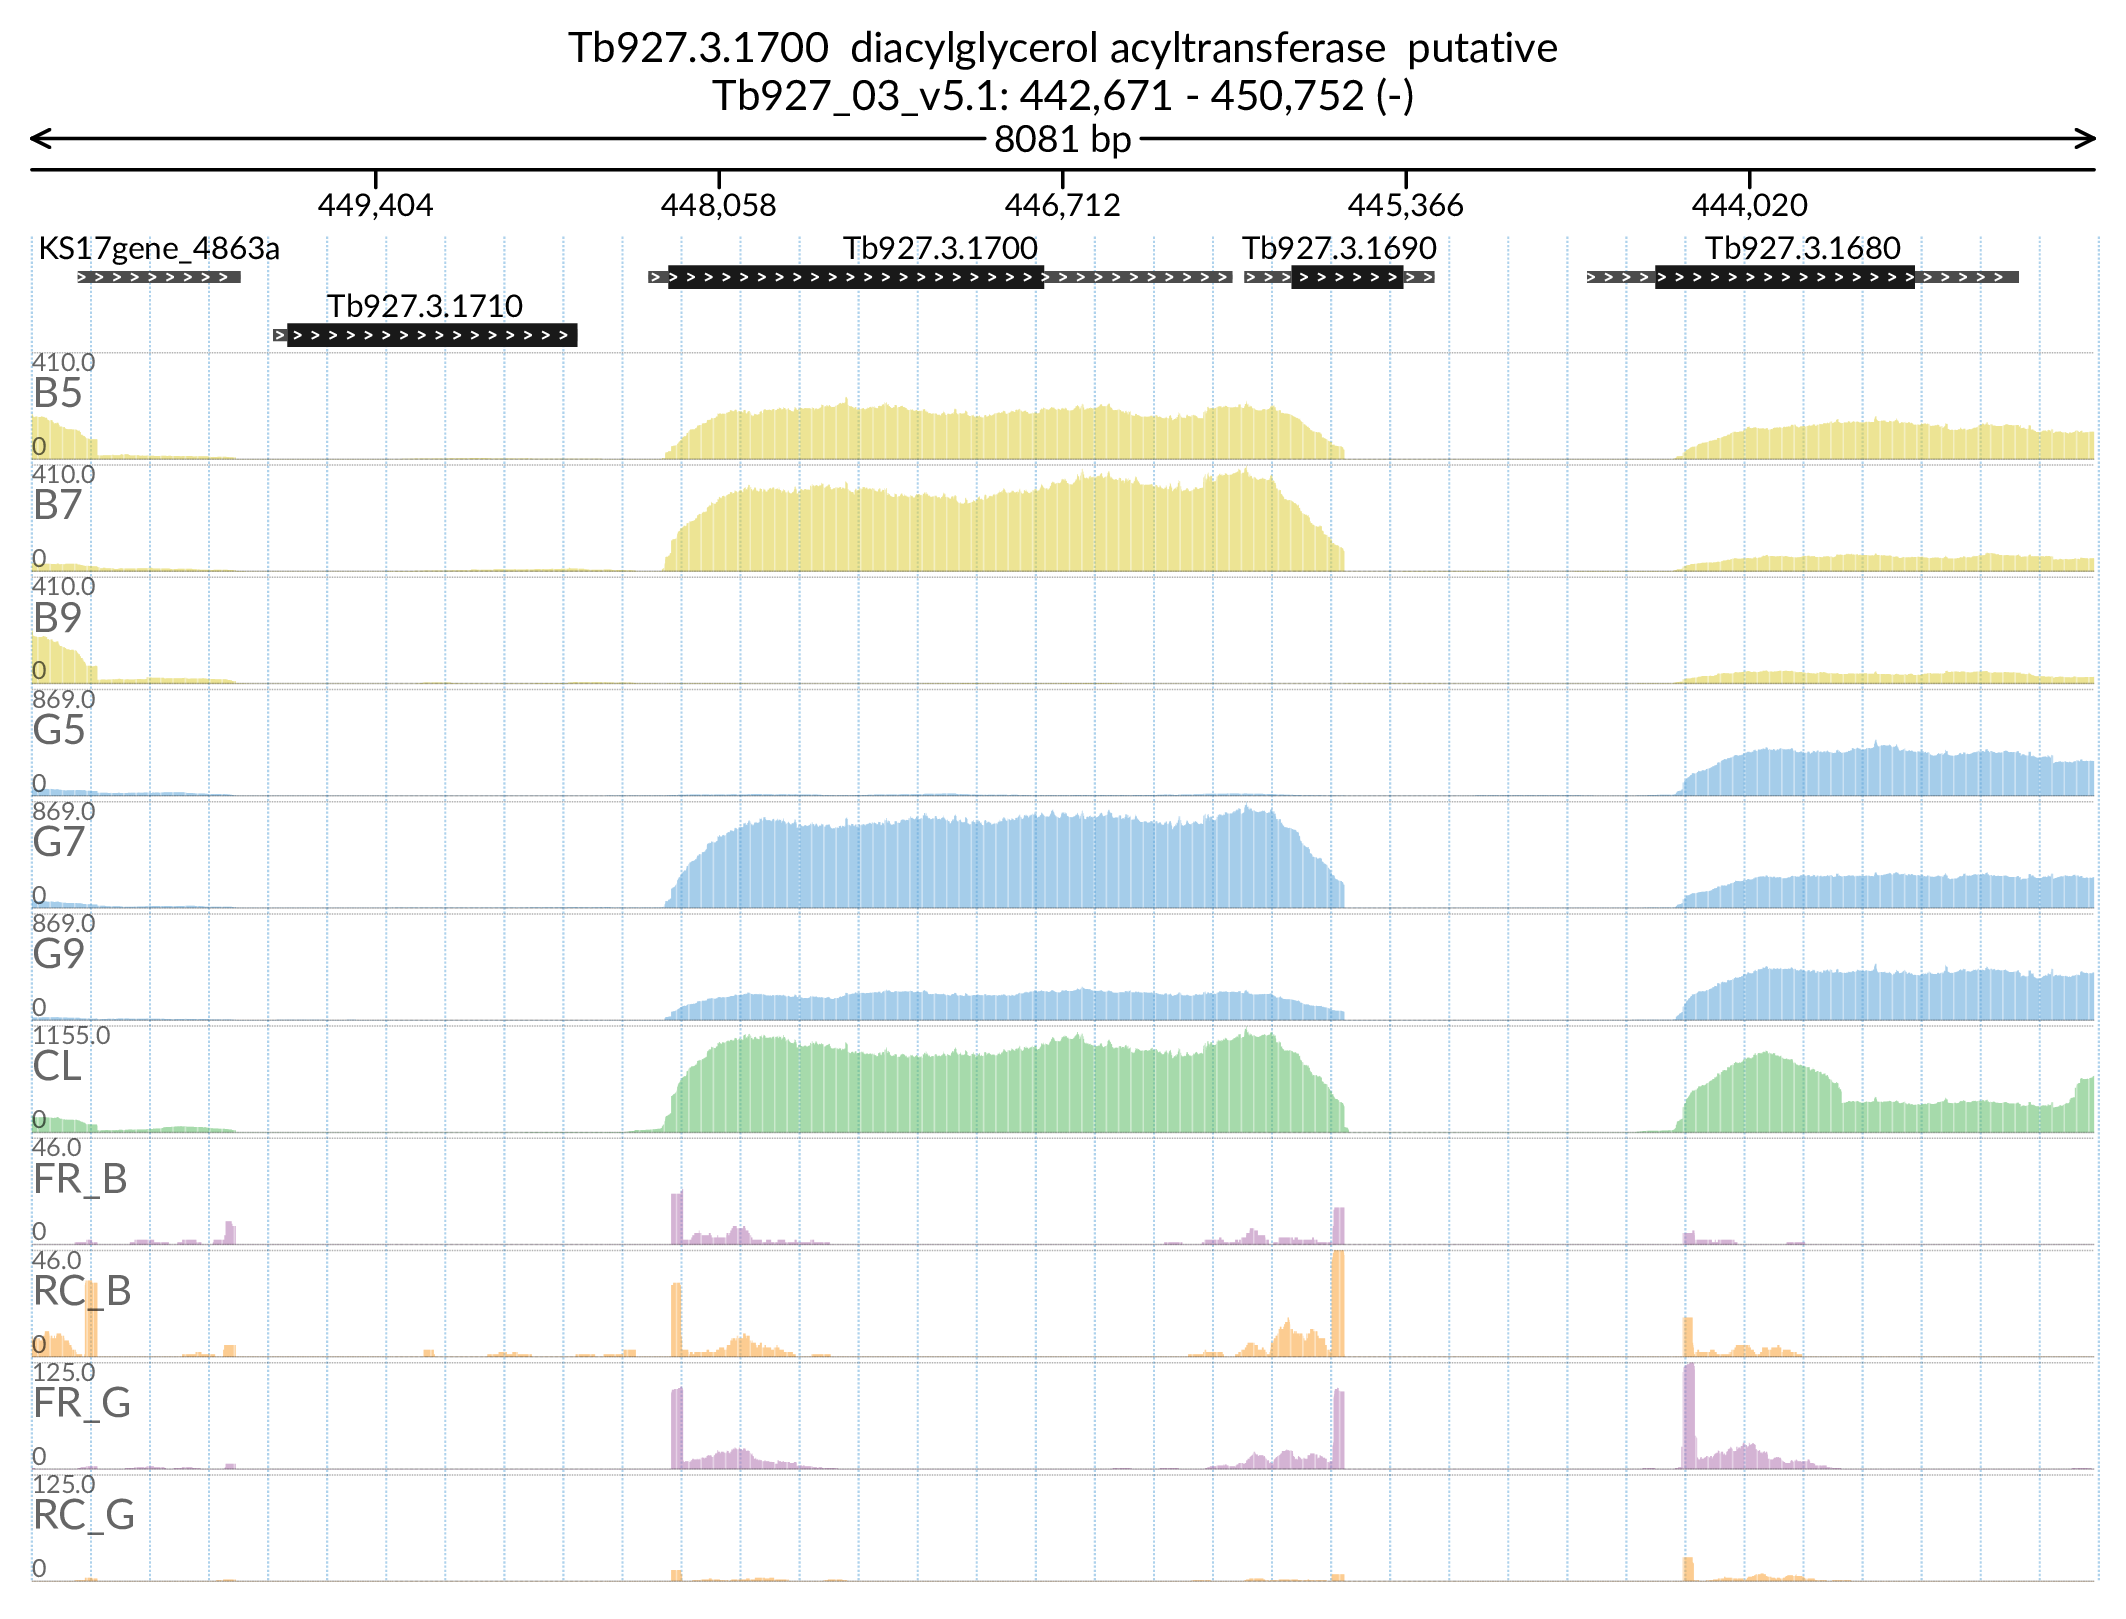 Tb927.3.1700 diacylglycerol acyltransferase putative
Tb927_03_v5.1: 442,671 - 450,752 (-)
8081 bp
449,404 448,058 446,712 445,366 444,020
KS17gene_4863a Tb927.3.1700 Tb927.3.1690 Tb927.3.1680
Tb927.3.1710
410.0
B5
0
410.0
B7
0
410.0
B9
0
869.0
G5
0
869.0
G7
0
869.0
G9
0
1155.0
CL
0
46.0
FR_B
0
46.0
RC_B
0
125.0
FR_G
0
125.0
RC_G
0